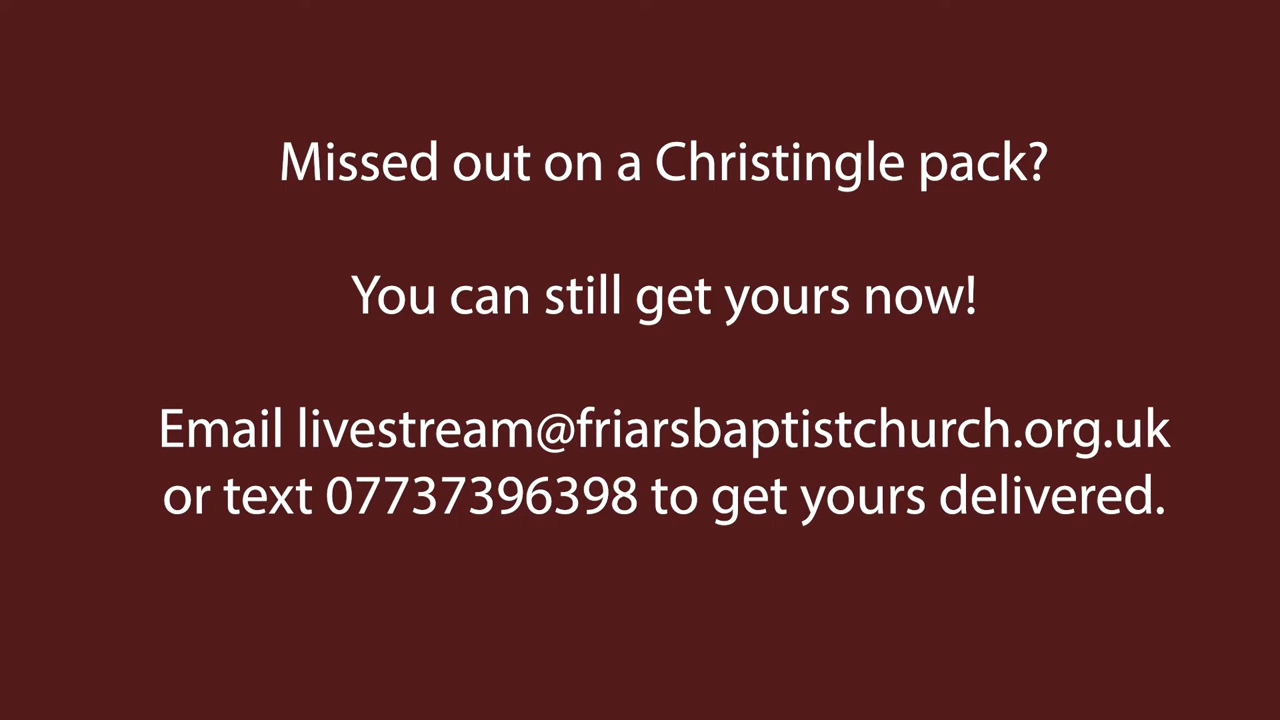 Missed out on a Christingle pack?
You can still get yours now!
Email livestream@friarsbaptistchurch.org.uk
or text 07737396398 to get yours delivered.